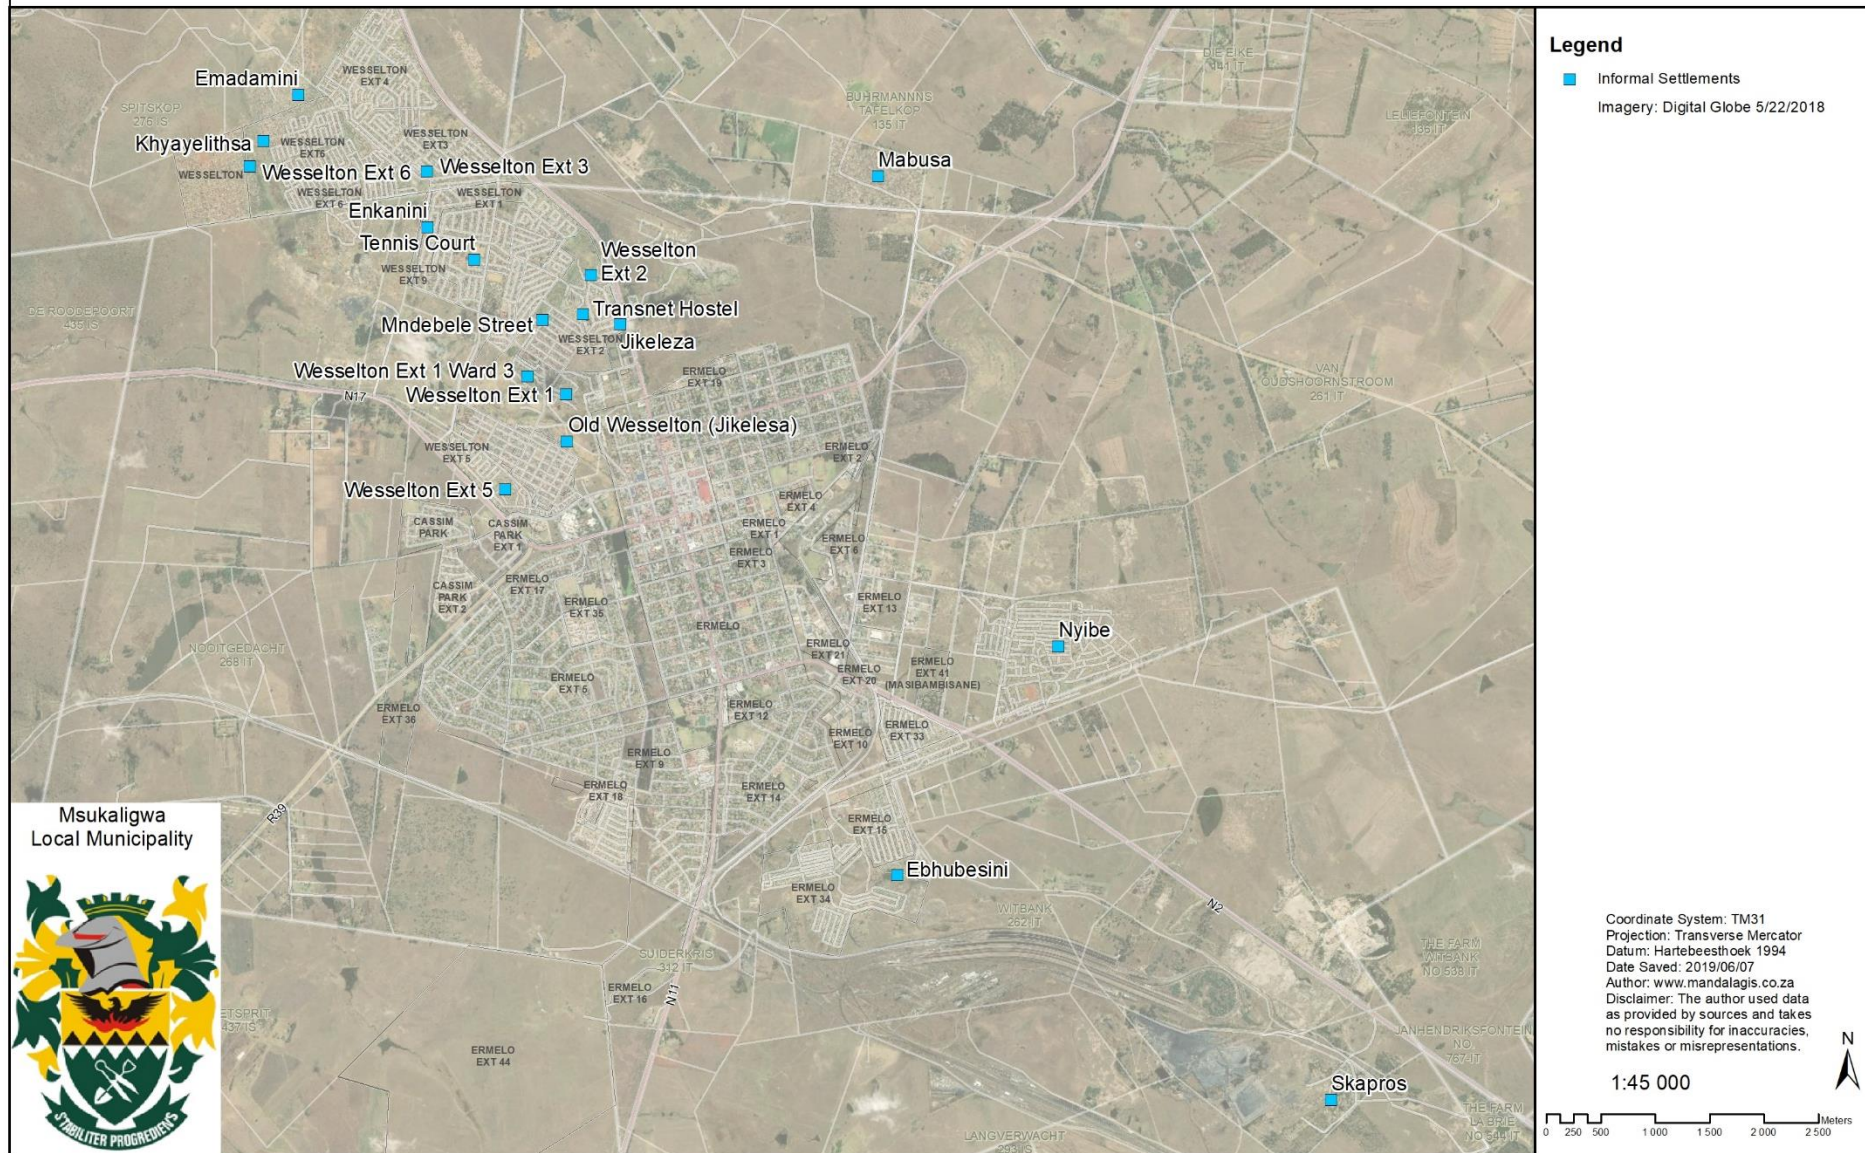 WESSELTON
EXT 4
DIE EIKE
141 IT
Emadamini
SPITSKOP
276 IS
BUHRMANNNS
TAFELKOP
135 IT
LELIEFONTEIN
136 IT
WESSELTON
EXT3
Khyayelithsa
WESSELTON
EXT6
Mabusa
WESSELTON
Wesselton Ext 6
Wesselton Ext 3
WESSELTON
EXT 6
WESSELTON
EXT 1
Enkanini
Tennis Court
WESSELTON
EXT 9
Wesselton
Ext 2
DE ROODEPOORT
435 IS
Transnet Hostel
Mndebele Street
WESSELTON
EXT 2
Jikeleza
Wesselton Ext 1 Ward 3
ERMELO
EXT 19
VAN
OUDSHOORNSTROOM
261 IT
N17
Wesselton Ext 1
Old Wesselton (Jikelesa)
WESSELTON
EXT 5
ERMELO
EXT 2
Wesselton Ext 5
ERMELO
EXT 4
CASSIM
PARK
CASSIM
PARK
EXT 1
ERMELO
EXT 1
ERMELO
EXT 6
ERMELO
EXT 3
CASSIM
PARK
EXT 2
ERMELO
EXT 17
ERMELO
EXT 35
ERMELO
EXT 13
ERMELO
Nyibe
NOOITGEDACHT
268 IT
ERMELO
EXT 21
ERMELO
EXT 20
ERMELO
EXT 41
(MASIBAMBISANE)
ERMELO
EXT 5
ERMELO
EXT 36
ERMELO
EXT 12
ERMELO
EXT 10
ERMELO
EXT 33
ERMELO
EXT 9
ERMELO
EXT 18
ERMELO
EXT 14
R39
ERMELO
EXT 15
Ebhubesini
ERMELO
EXT 34
WITBANK
262 IT
N2
THE FARM
WITBANK
NO 538 IT
SUIDERKRIS
312 IT
ERMELO
EXT 16
N11
ETSPRIT
437 IS
ERMELO
EXT 44
JANHENDRIKSFONTEIN
NO
767 IT
Skapros
THE FARM
LA BRIE
NO 544 IT
LANGVERWACHT
293 IS
Msukaligwa
Local Municipality
STABILITER PROGREDIENS
Legend
Informal Settlements
Imagery: Digital Globe 5/22/2018
Coordinate System: TM31
Projection: Transverse Mercator
Datum: Hartebeesthoek 1994
Date Saved: 2019/06/07
Author: www.mandalagis.co.za
Disclaimer: The author used data
as provided by sources and takes
no responsibility for inaccuracies,
mistakes or misrepresentations.
N
1:45 000
Meters
0 250 500 1 000 1 500 2 000 2 500